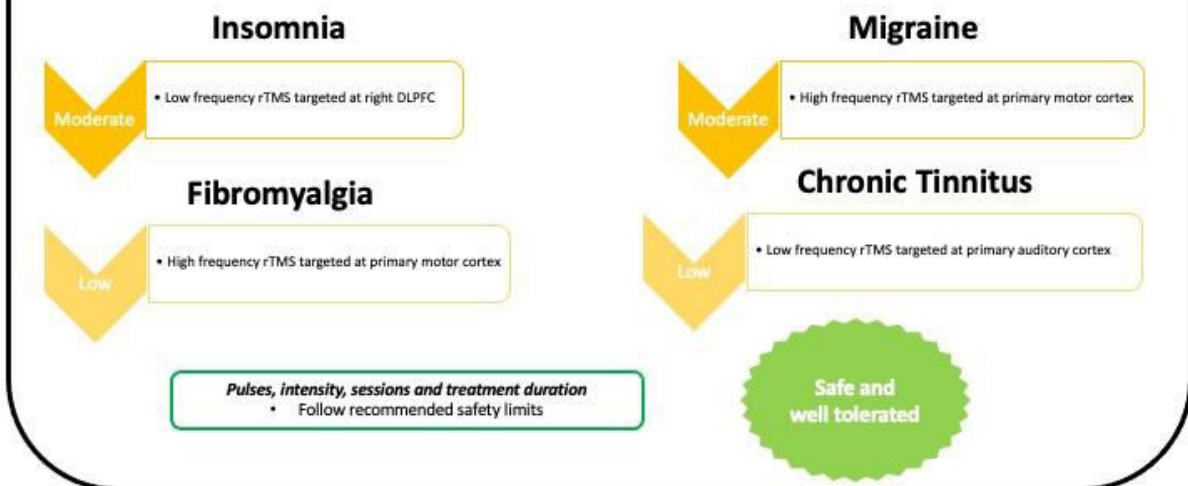 Insomnia
Moderate
• Low frequency rTMS targeted at right DLPFC
Migraine
Moderate
• High frequency rTMS targeted at primary motor cortex
Fibromyalgia
Low
• High frequency rTMS targeted at primary motor cortex
Chronic Tinnitus
Low
• Low frequency rTMS targeted at primary auditory cortex
Pulses, intensity, sessions and treatment duration
• Follow recommended safety limits
Safe and
well tolerated